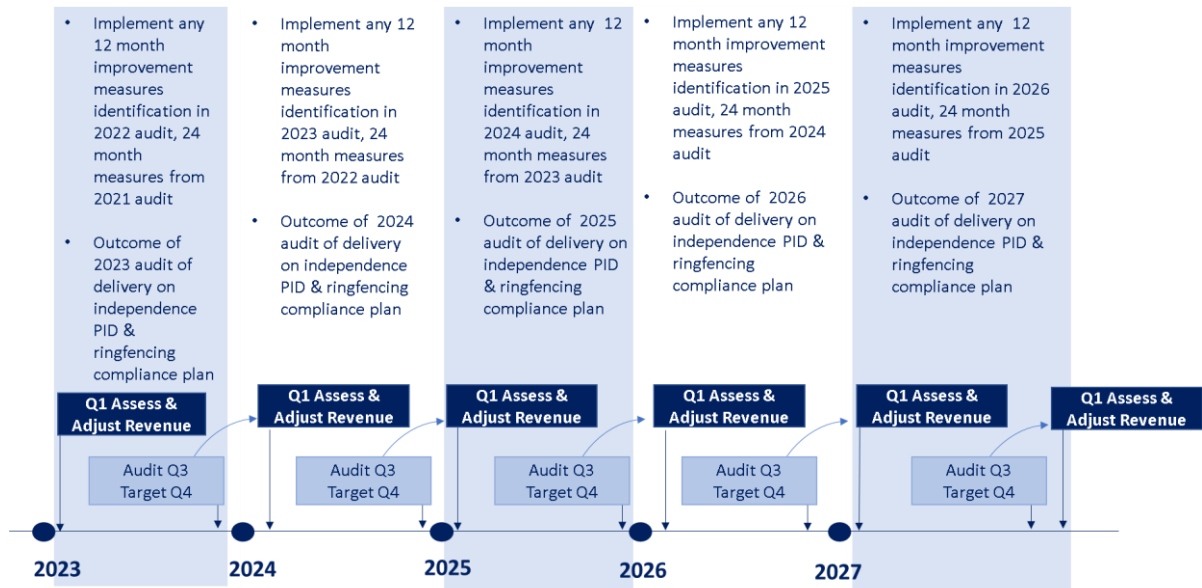 • Implement any 12 month improvement measures identification in 2022 audit, 24 month measures from 2021 audit
• Outcome of 2023 audit of delivery on independence PID & ringfencing compliance plan
• Implement any 12 month improvement measures identification in 2023 audit, 24 month measures from 2022 audit
• Outcome of 2024 audit of delivery on independence PID & ringfencing compliance plan
• Implement any 12 month improvement measures identification in 2024 audit, 24 month measures from 2023 audit
• Outcome of 2025 audit of delivery on independence PID & ringfencing compliance plan
• Implement any 12 month improvement measures identification in 2025 audit, 24 month measures from 2024 audit
• Outcome of 2026 audit of delivery on independence PID & ringfencing compliance plan
• Implement any 12 month improvement measures identification in 2026 audit, 24 month measures from 2025 audit
• Outcome of 2027 audit of delivery on independence PID & ringfencing compliance plan
Q1 Assess &
Adjust Revenue
Q1 Assess &
Adjust Revenue
Q1 Assess &
Adjust Revenue
Q1 Assess &
Adjust Revenue
Q1 Assess &
Adjust Revenue
Q1 Assess &
Adjust Revenue
Audit Q3
Target Q4
Audit Q3
Target Q4
Audit Q3
Target Q4
Audit Q3
Target Q4
Audit Q3
Target Q4
2023
2024
2025
2026
2027